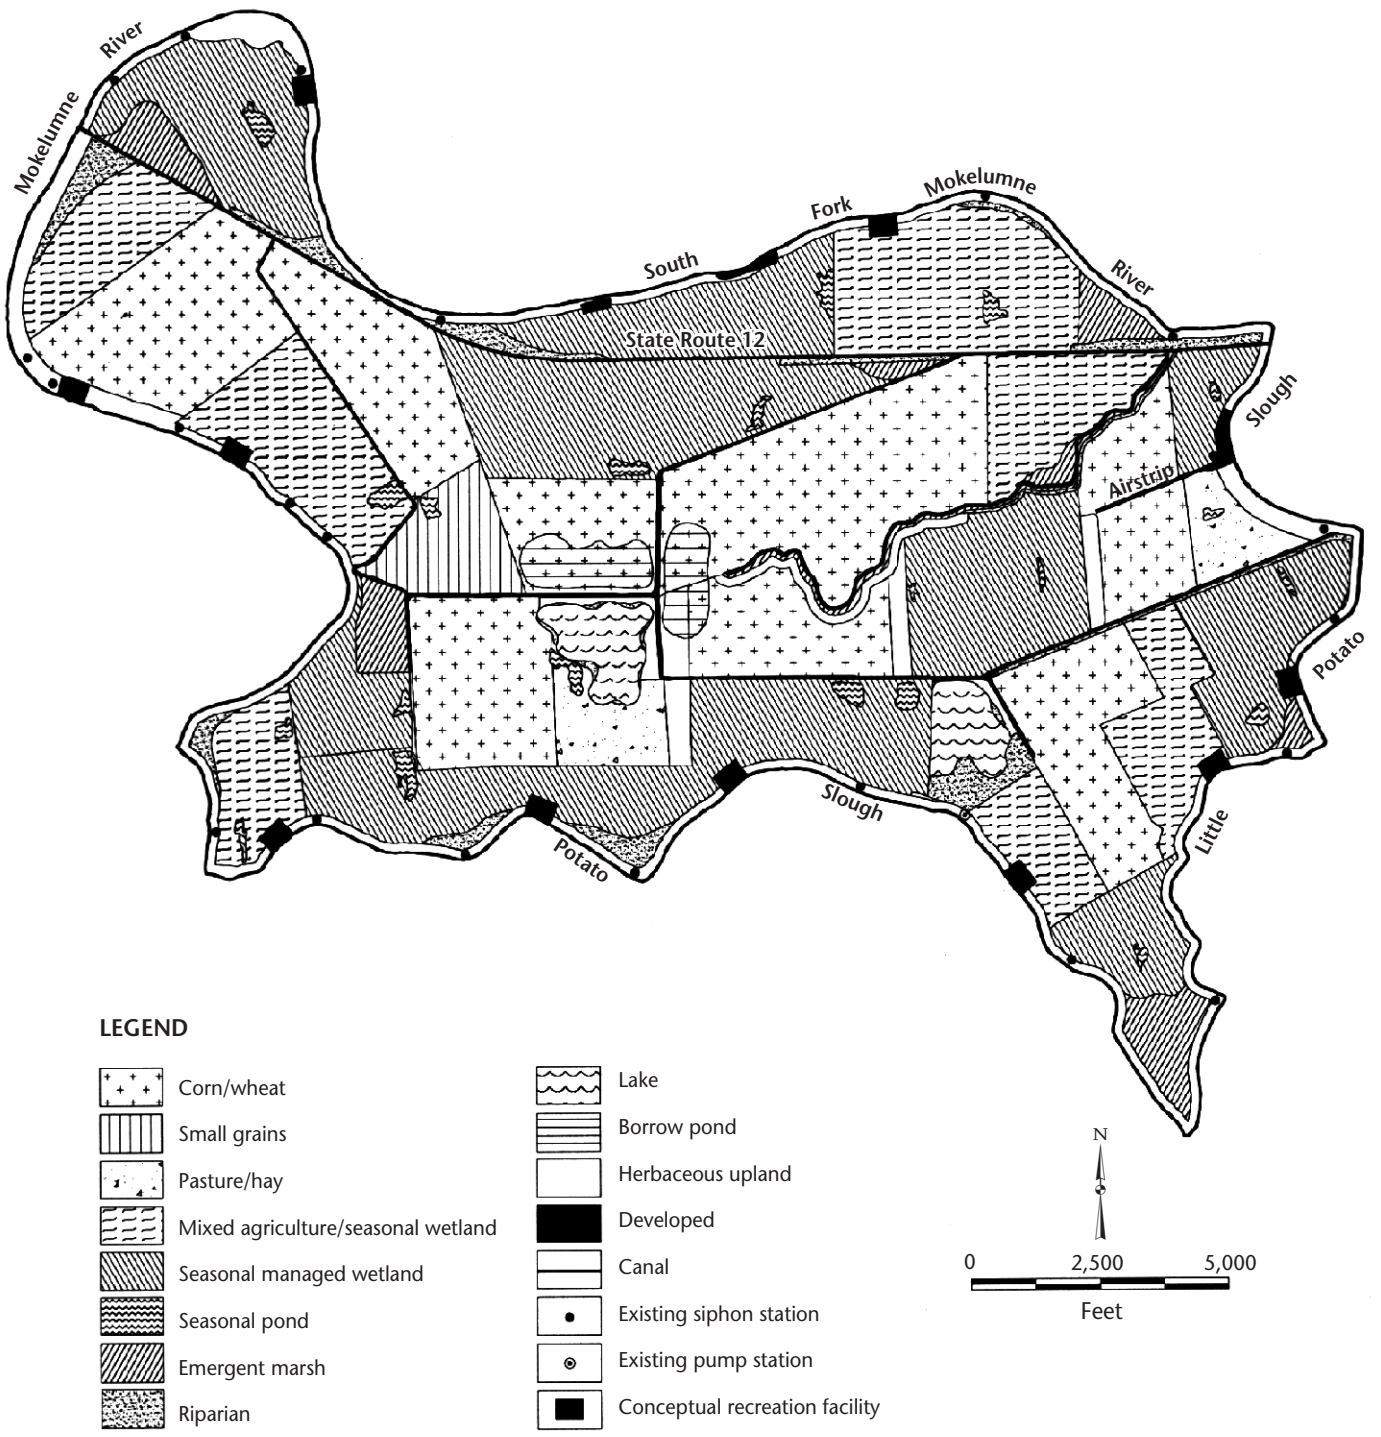 Mokelumne River
South Fork Mokelumne River
State Route 12
Slough
Airstrip
Potato
Slough
Potato
Little
LEGEND
Corn/wheat
Small grains
Pasture/hay
Mixed agriculture/seasonal wetland
Seasonal managed wetland
Seasonal pond
Emergent marsh
Riparian
Lake
Borrow pond
Herbaceous upland
Developed
Canal
Existing siphon station
Existing pump station
Conceptual recreation facility
N
0 2,500 5,000
Feet